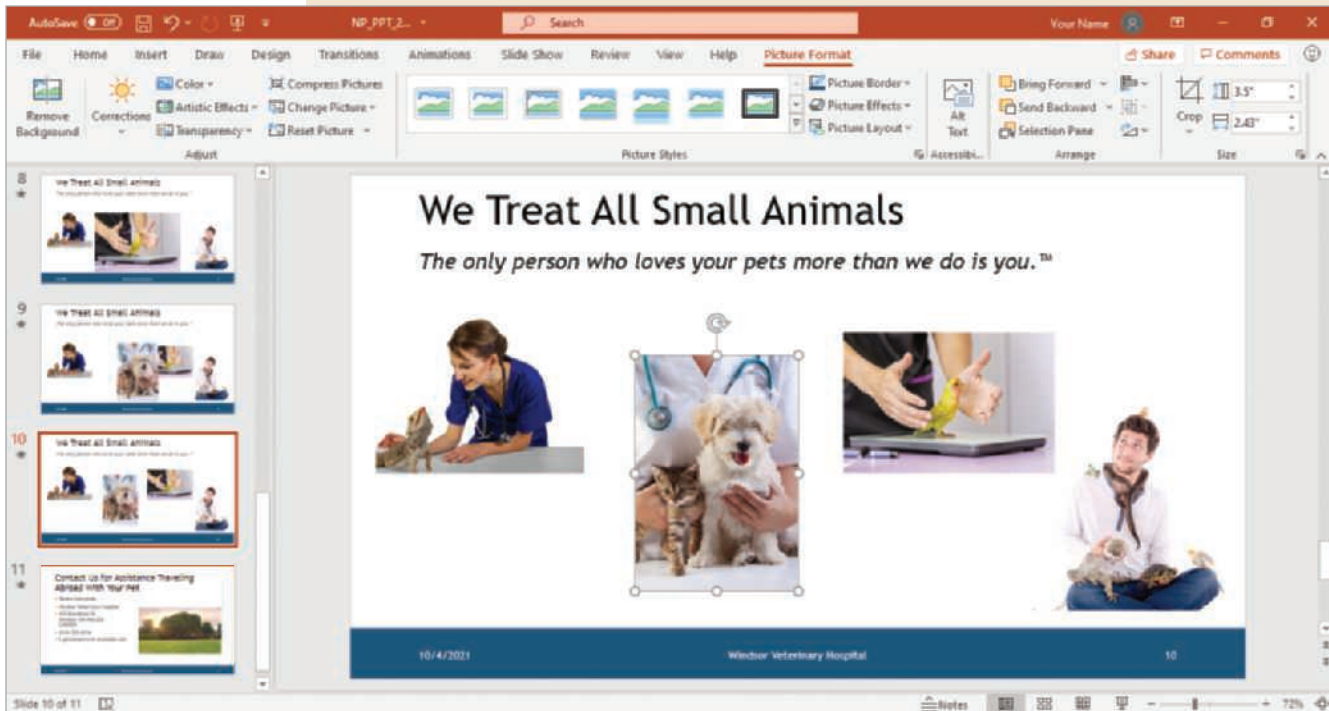 AutoSave Off NP_PPT_2... Search Your Name
File Home Insert Draw Design Transitions Animations Slide Show Review View Help Picture Format Share Comments
Remove Background
Corrections
Color
Artistic Effects
Transparency
Compress Pictures
Change Picture
Reset Picture
Adjust
Picture Border
Picture Effects
Picture Layout
Picture Styles
Alt Text
Accessibi...
Bring Forward
Send Backward
Selection Pane
Arrange
Crop
3.5"
2.43"
Size
8
We Treat All Small Animals
9
We Treat All Small Animals
10
We Treat All Small Animals
11
Contact Us for Assistance Traveling
Abroad With Your Pet
We Treat All Small Animals
The only person who loves your pets more than we do is you.™
10/4/2021 Windsor Veterinary Hospital 10
Slide 10 of 11 Notes 72%